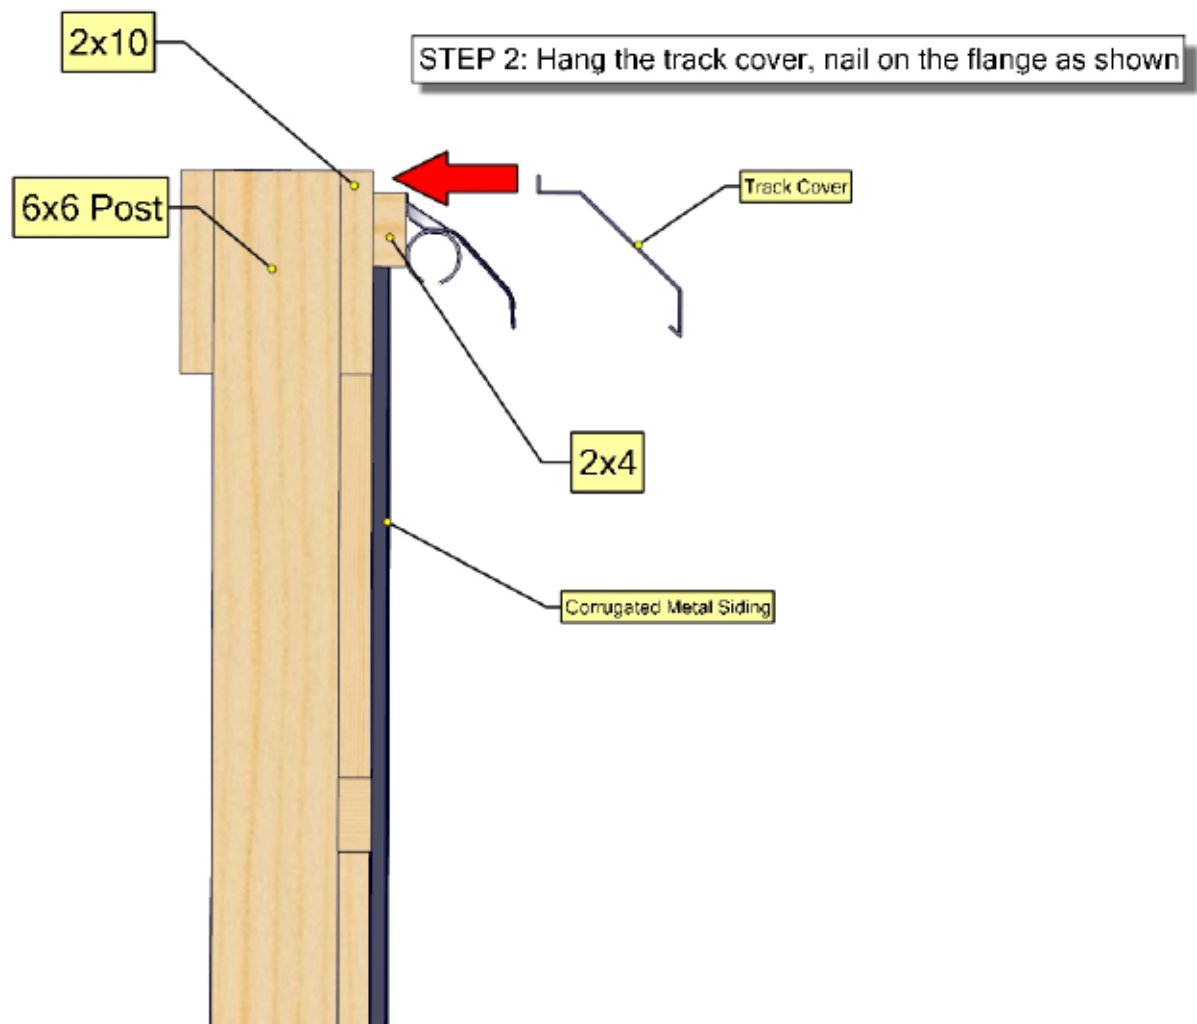 2x10
STEP 2: Hang the track cover, nail on the flange as shown
6x6 Post
Track Cover
2x4
Corrugated Metal Siding